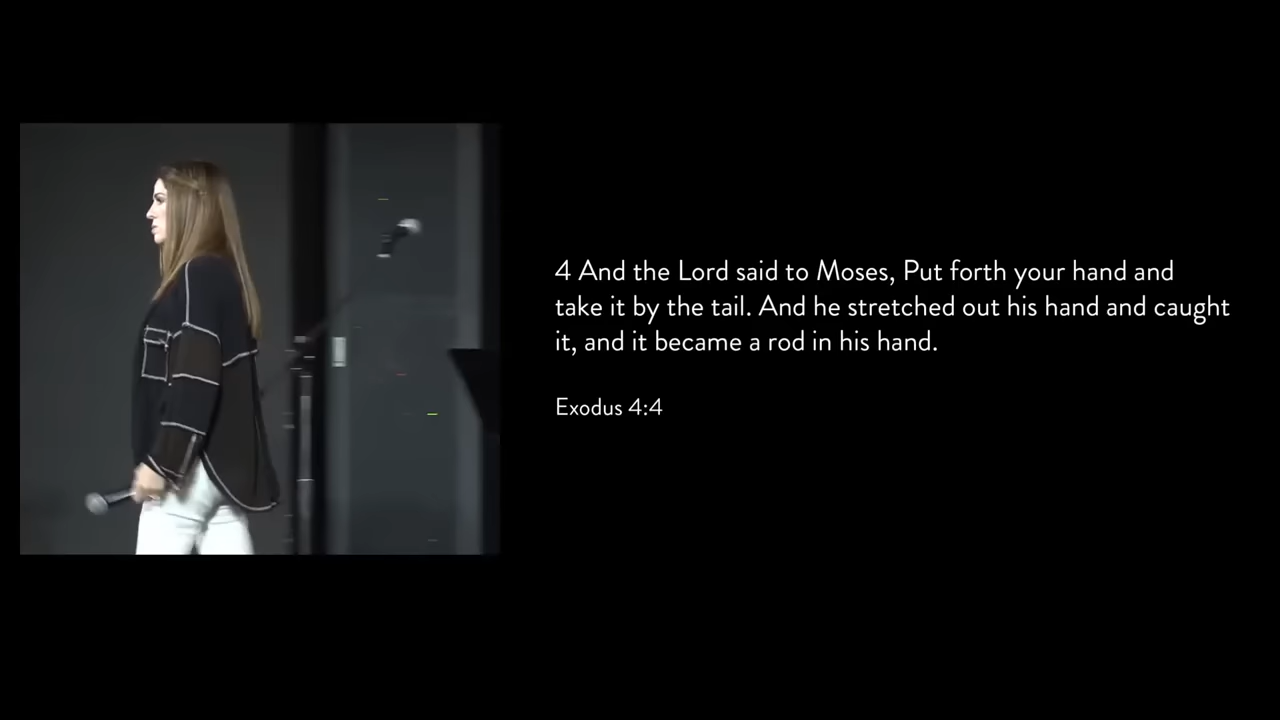 4 And the Lord said to Moses, Put forth your hand and
take it by the tail. And he stretched out his hand and caught
it, and it became a rod in his hand.
Exodus 4:4